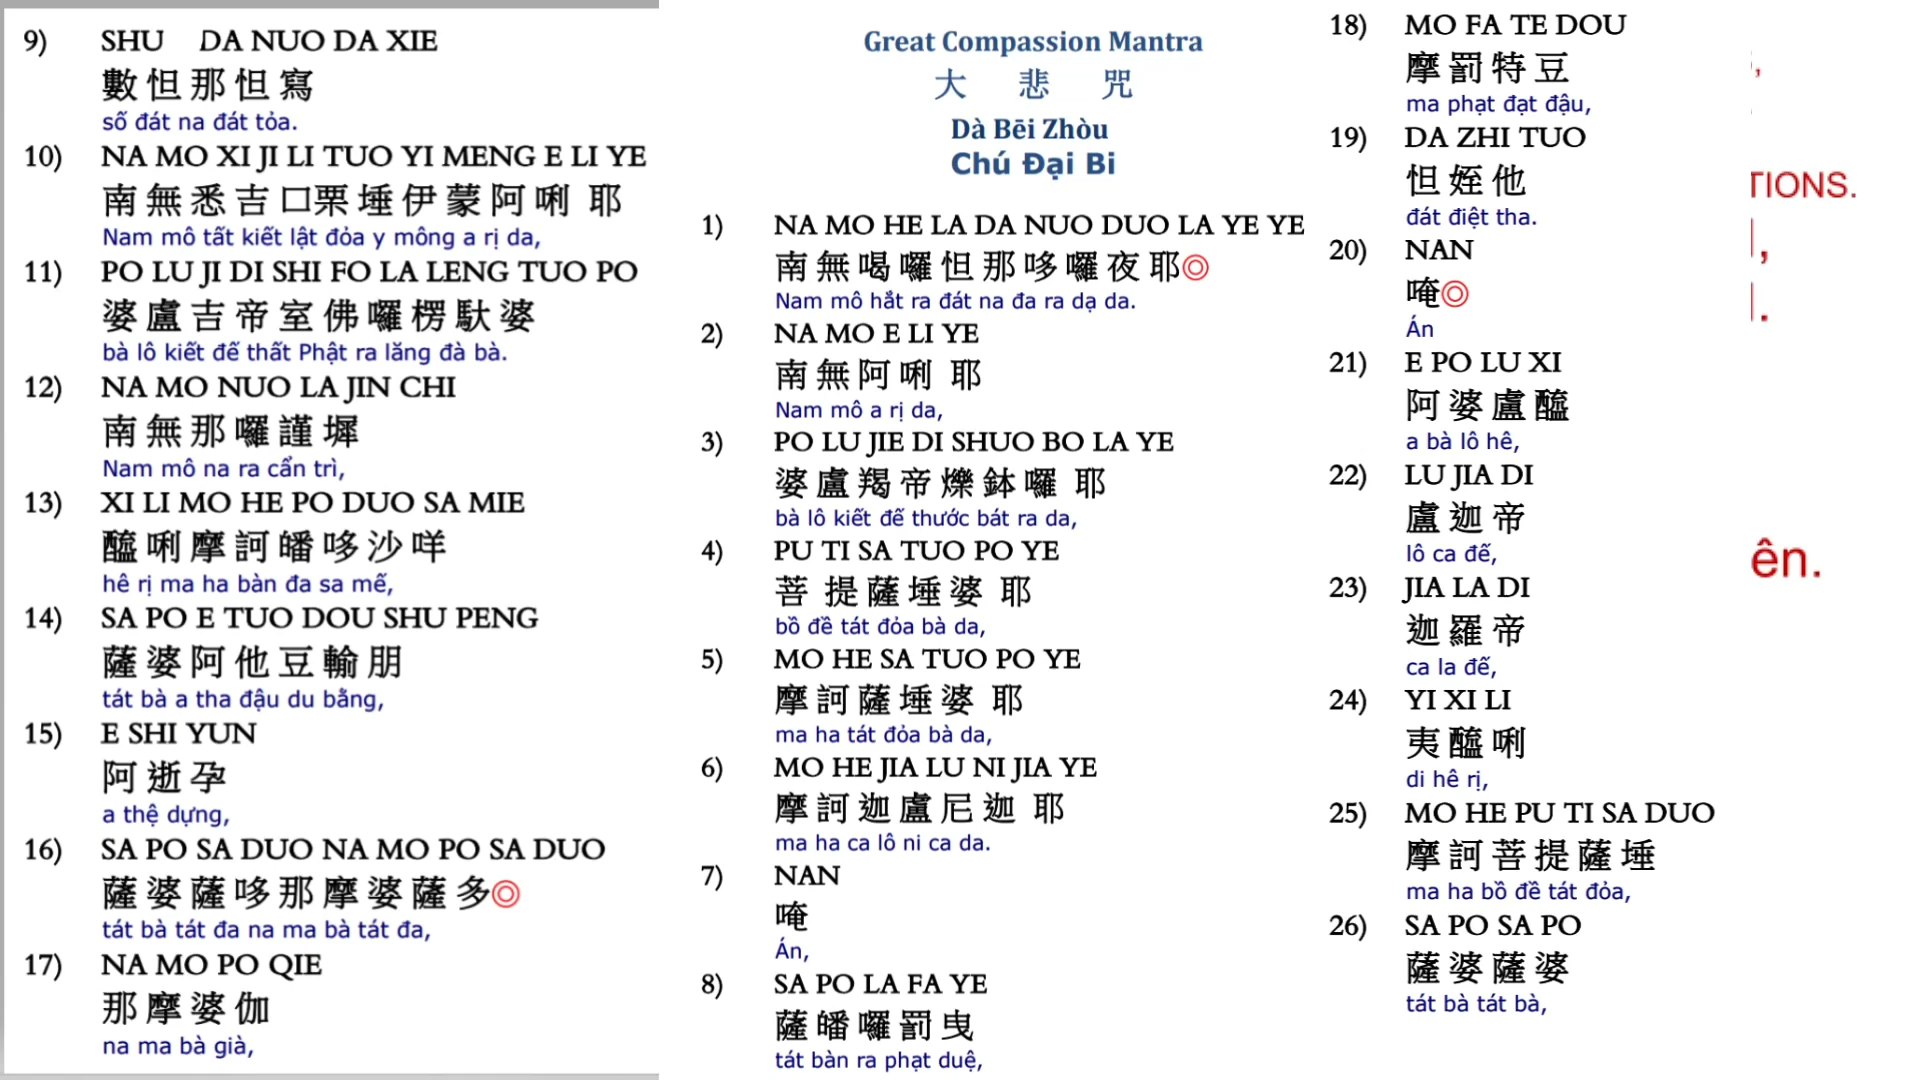 9) SHU DA NUO DA XIE
數 怛 那 怛 寫
số đát na đát tỏa.
10) NA MO XI JI LI TUO YI MENG E LI YE
南 無 悉 吉 口栗 埵 伊 蒙 阿 唎 耶
Nam mô tất kiết lật đỏa y mông a rị da,
11) PO LU JI DI SHI FO LA LENG TUO PO
婆 盧 吉 帝 室 佛 囉 楞 馱 婆
bà lô kiết đế thất Phật ra lăng đà bà.
12) NA MO NUO LA JIN CHI
南 無 那 囉 謹 墀
Nam mô na ra cẩn trì,
13) XI LI MO HE PO DUO SA MIE
醯 唎 摩 訶 皤 哆 沙 咩
hê rị ma ha bàn đa sa mế,
14) SA PO E TUO DOU SHU PENG
薩 婆 阿 他 豆 輸 朋
tát bà a tha đậu du bằng,
15) E SHI YUN
阿 逝 孕
a thệ dựng,
16) SA PO SA DUO NA MO PO SA DUO
薩 婆 薩 哆 那 摩 婆 薩 多◎
tát bà tát đa na ma bà tát đa,
17) NA MO PO QIE
那 摩 婆 伽
na ma bà già,
Great Compassion Mantra
大 悲 咒
Dà Bēi Zhòu
Chú Đại Bi
1) NA MO HE LA DA NUO DUO LA YE YE
南 無 喝 囉 怛 那 哆 囉 夜 耶◎
Nam mô hắt ra đát na đa ra dạ da.
2) NA MO E LI YE
南 無 阿 唎 耶
Nam mô a rị da,
3) PO LU JIE DI SHUO BO LA YE
婆 盧 羯 帝 爍 鉢 囉 耶
bà lô kiết đế thước bát ra da,
4) PU TI SA TUO PO YE
菩 提 薩 埵 婆 耶
bồ đề tát đỏa bà da,
5) MO HE SA TUO PO YE
摩 訶 薩 埵 婆 耶
ma ha tát đỏa bà da,
6) MO HE JIA LU NI JIA YE
摩 訶 迦 盧 尼 迦 耶
ma ha ca lô ni ca da.
7) NAN
唵
Án,
8) SA PO LA FA YE
薩 皤 囉 罰 曳
tát bàn ra phạt duệ,
18) MO FA TE DOU
摩 罰 特 豆
ma phạt đạt đậu,
19) DA ZHI TUO
怛 姪 他
đát điệt tha.
20) NAN
唵◎
Án
21) E PO LU XI
阿 婆 盧 醯
a bà lô hê,
22) LU JIA DI
盧 迦 帝
lô ca đế,
23) JIA LA DI
迦 羅 帝
ca la đế,
24) YI XI LI
夷 醯 唎
di hê rị,
25) MO HE PU TI SA DUO
摩 訶 菩 提 薩 埵
ma ha bồ đề tát đỏa,
26) SA PO SA PO
薩 婆 薩 婆
tát bà tát bà,
TIONS.
ên.